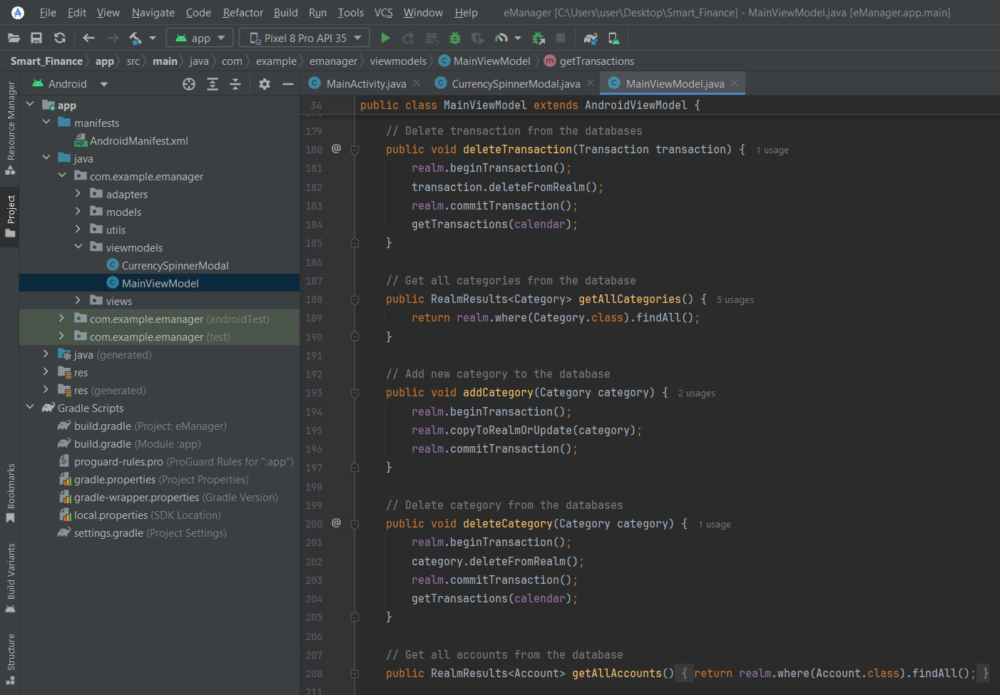 File Edit View Navigate Code Refactor Build Run Tools VCS Window Help eManager [C:\Users\user\Desktop\Smart_Finance] - MainViewModel.java [eManager.app.main]
app Pixel 8 Pro API 35
Smart_Finance app src main java com example emanager viewmodels MainViewModel getTransactions
Android
MainActivity.java CurrencySpinnerModal.java MainViewModel.java
Resource Manager
Project
Bookmarks
Build Variants
Structure
app
manifests
AndroidManifest.xml
java
com.example.emanager
adapters
models
utils
viewmodels
CurrencySpinnerModal
MainViewModel
views
com.example.emanager (androidTest)
com.example.emanager (test)
java (generated)
res
res (generated)
Gradle Scripts
build.gradle (Project: eManager)
build.gradle (Module :app)
proguard-rules.pro (ProGuard Rules for ":app")
gradle.properties (Project Properties)
gradle-wrapper.properties (Gradle Version)
local.properties (SDK Location)
settings.gradle (Project Settings)
34 public class MainViewModel extends AndroidViewModel {
179 // Delete transaction from the databases
180 @ public void deleteTransaction(Transaction transaction) { 1 usage
181 realm.beginTransaction();
182 transaction.deleteFromRealm();
183 realm.commitTransaction();
184 getTransactions(calendar);
185 }
186
187 // Get all categories from the database
188 public RealmResults<Category> getAllCategories() { 5 usages
189 return realm.where(Category.class).findAll();
190 }
191
192 // Add new category to the database
193 public void addCategory(Category category) { 2 usages
194 realm.beginTransaction();
195 realm.copyToRealmOrUpdate(category);
196 realm.commitTransaction();
197 }
198
199 // Delete category from the databases
200 @ public void deleteCategory(Category category) { 1 usage
201 realm.beginTransaction();
202 category.deleteFromRealm();
203 realm.commitTransaction();
204 getTransactions(calendar);
205 }
206
207 // Get all accounts from the database
208 public RealmResults<Account> getAllAccounts() { return realm.where(Account.class).findAll(); }
211